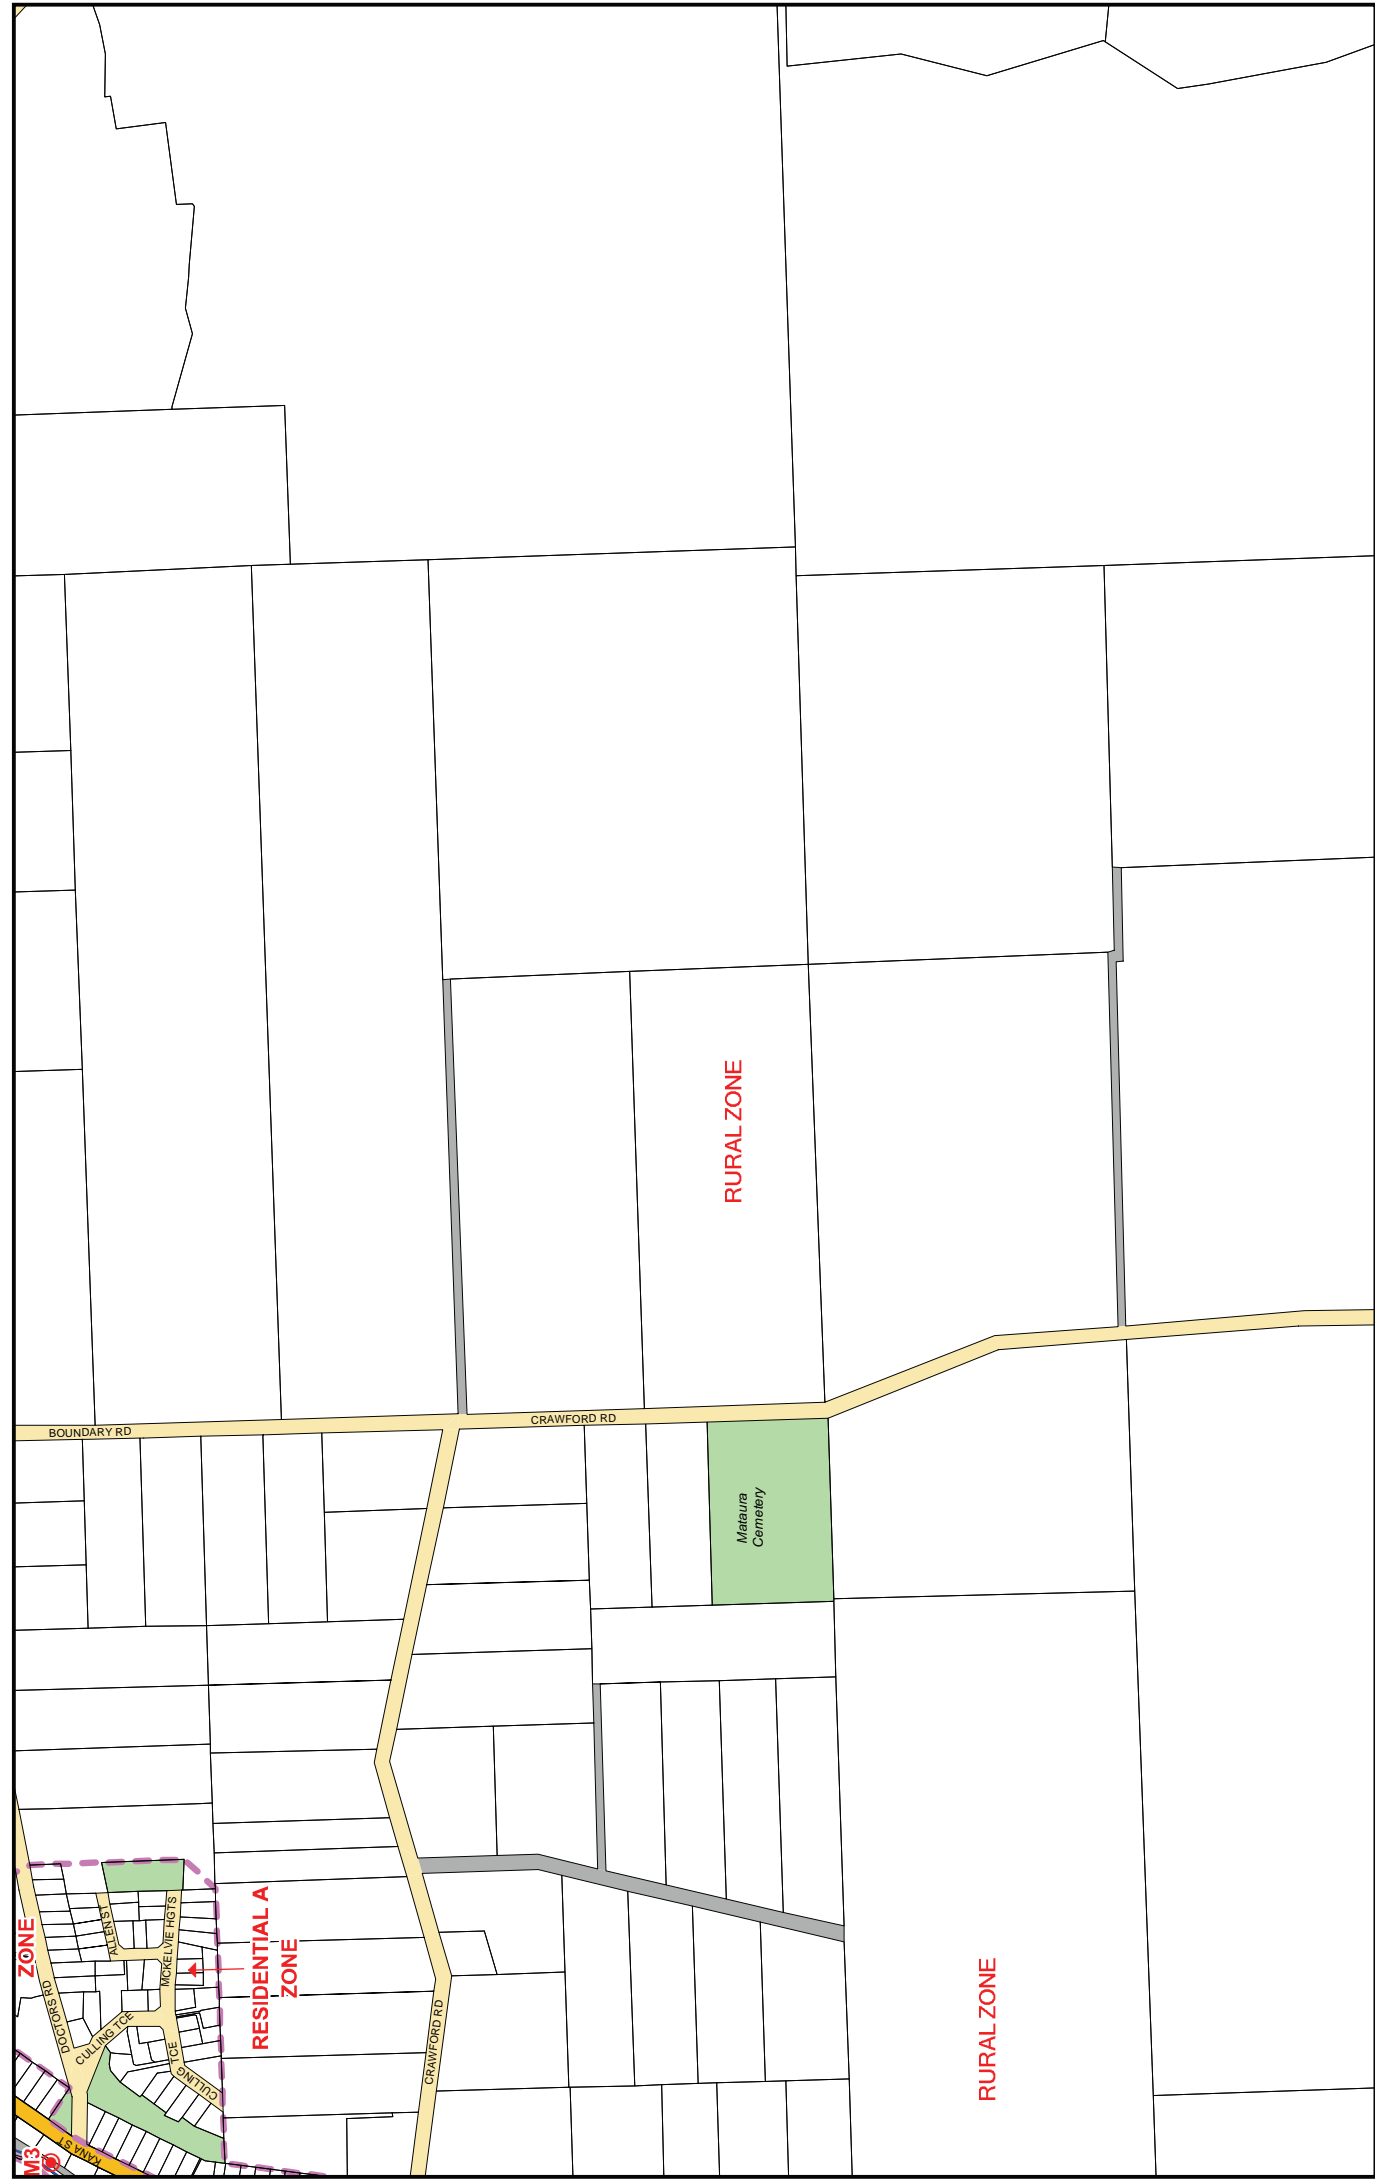 RURAL ZONE
BOUNDARY RD
CRAWFORD RD
Mataura
Cemetery
ZONE
RESIDENTIAL A
ZONE
ALLEN ST
MCKELVIE HGTS
DOCTORS RD
CULLING TCE
CULLING
TCE
CRAWFORD RD
RURAL ZONE
KANA ST
M3